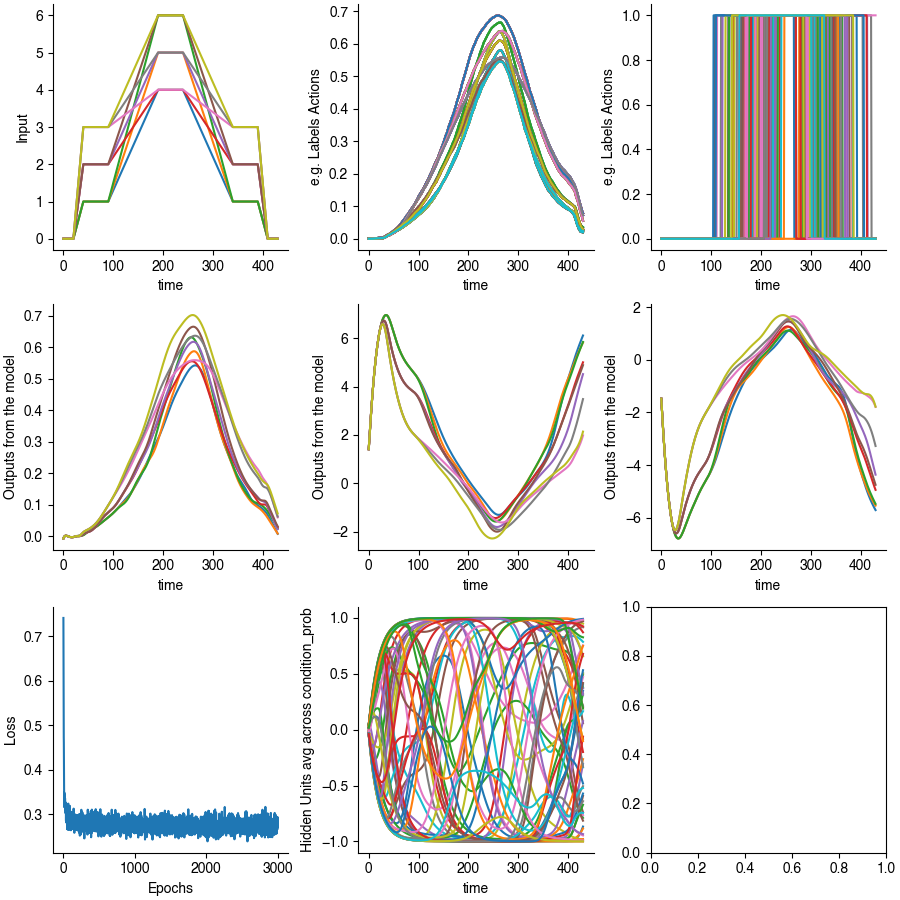 Input
6
5
4
3
2
1
0
0 100 200 300 400
time
e.g. Labels Actions
0.7
0.6
0.5
0.4
0.3
0.2
0.1
0.0
0 100 200 300 400
time
e.g. Labels Actions
1.0
0.8
0.6
0.4
0.2
0.0
0 100 200 300 400
time
Outputs from the model
0.7
0.6
0.5
0.4
0.3
0.2
0.1
0.0
0 100 200 300 400
time
Outputs from the model
6
4
2
0
−2
0 100 200 300 400
time
Outputs from the model
2
0
−2
−4
−6
0 100 200 300 400
time
Loss
0.7
0.6
0.5
0.4
0.3
0 1000 2000 3000
Epochs
Hidden Units avg across condition_prob
1.0
0.5
0.0
−0.5
−1.0
0 100 200 300 400
time
1.0
0.8
0.6
0.4
0.2
0.0
0.0 0.2 0.4 0.6 0.8 1.0